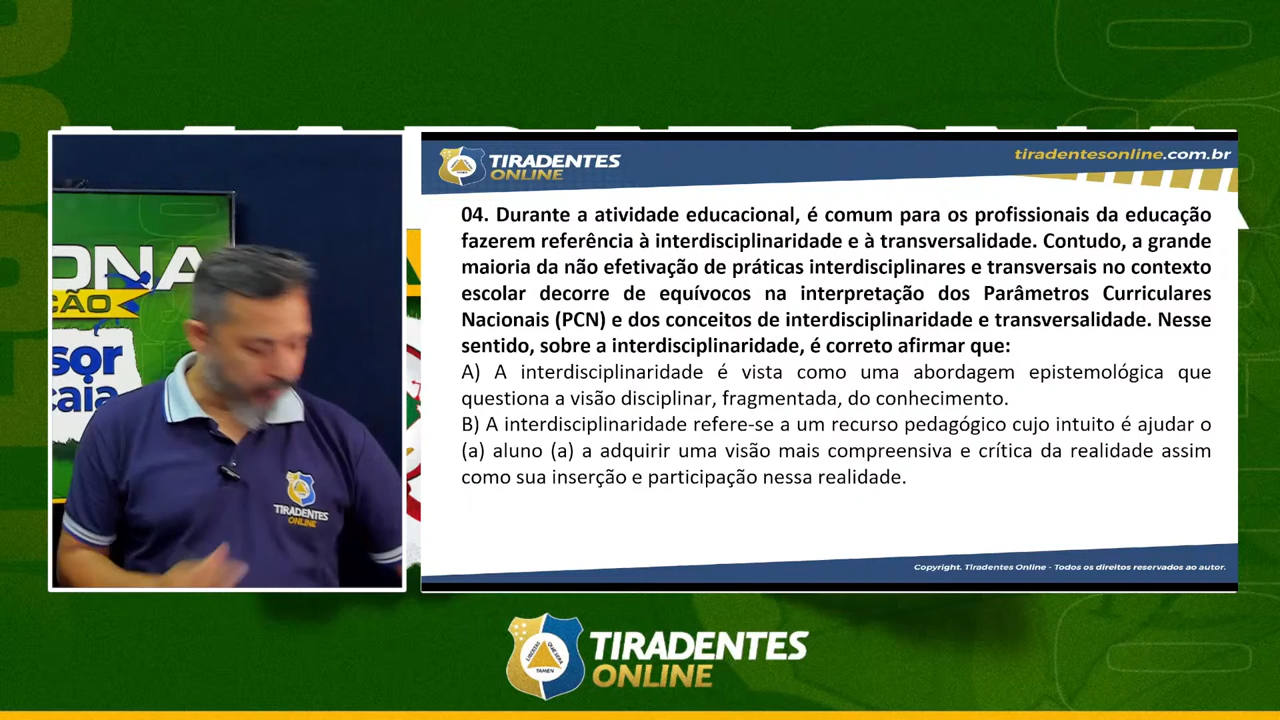 TIRADENTES
ONLINE
tiradentesonline.com.br
04. Durante a atividade educacional, é comum para os profissionais da educação
fazerem referência à interdisciplinaridade e à transversalidade. Contudo, a grande
maioria da não efetivação de práticas interdisciplinares e transversais no contexto
escolar decorre de equívocos na interpretação dos Parâmetros Curriculares
Nacionais (PCN) e dos conceitos de interdisciplinaridade e transversalidade. Nesse
sentido, sobre a interdisciplinaridade, é correto afirmar que:
A) A interdisciplinaridade é vista como uma abordagem epistemológica que
questiona a visão disciplinar, fragmentada, do conhecimento.
B) A interdisciplinaridade refere-se a um recurso pedagógico cujo intuito é ajudar o
(a) aluno (a) a adquirir uma visão mais compreensiva e crítica da realidade assim
como sua inserção e participação nessa realidade.
Copyright. Tiradentes Online - Todos os direitos reservados ao autor.
ONA
ÇÃO
sor
caia
TIRADENTES
ONLINE
TIRADENTES
ONLINE